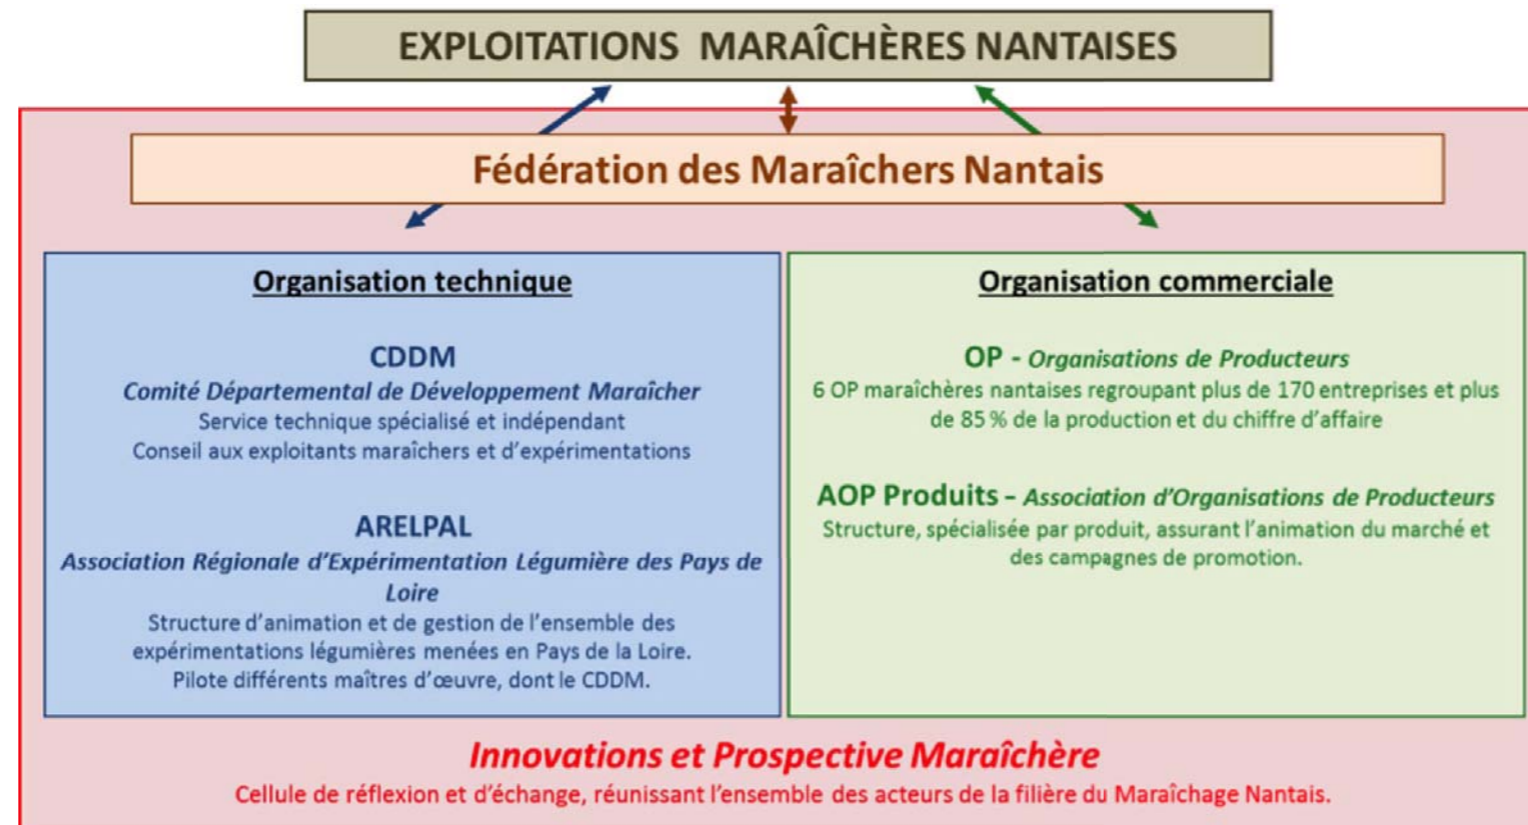 EXPLOITATIONS MARAÎCHÈRES NANTAISES
Fédération des Maraîchers Nantais
Organisation technique
CDDM
Comité Départemental de Développement Maraîcher
Service technique spécialisé et indépendant
Conseil aux exploitants maraîchers et d'expérimentations
ARELPAL
Association Régionale d'Expérimentation Légumière des Pays de
Loire
Structure d'animation et de gestion de l'ensemble des
expérimentations légumières menées en Pays de la Loire.
Pilote différents maîtres d'œuvre, dont le CDDM.
Organisation commerciale
OP - Organisations de Producteurs
6 OP maraîchères nantaises regroupant plus de 170 entreprises et plus
de 85 % de la production et du chiffre d'affaire
AOP Produits – Association d'Organisations de Producteurs
Structure, spécialisée par produit, assurant l'animation du marché et
des campagnes de promotion.
Innovations et Prospective Maraîchère
Cellule de réflexion et d'échange, réunissant l'ensemble des acteurs de la filière du Maraîchage Nantais.